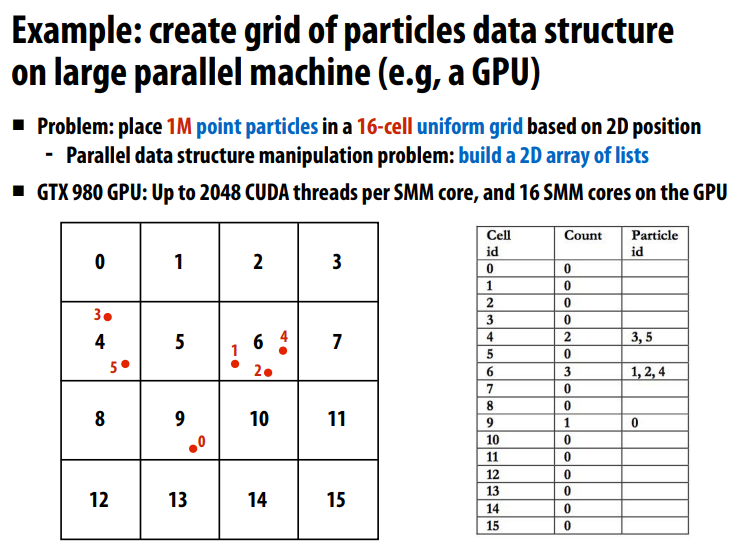 Example: create grid of particles data structure
on large parallel machine (e.g, a GPU)
■ Problem: place 1M point particles in a 16-cell uniform grid based on 2D position
- Parallel data structure manipulation problem: build a 2D array of lists
■ GTX 980 GPU: Up to 2048 CUDA threads per SMM core, and 16 SMM cores on the GPU
0 1 2 3
3
4 5 6 7
1 4
5 2
8 9 10 11
0
12 13 14 15
Cell id Count Particle id
0 0
1 0
2 0
3 0
4 2 3, 5
5 0
6 3 1, 2, 4
7 0
8 0
9 1 0
10 0
11 0
12 0
13 0
14 0
15 0